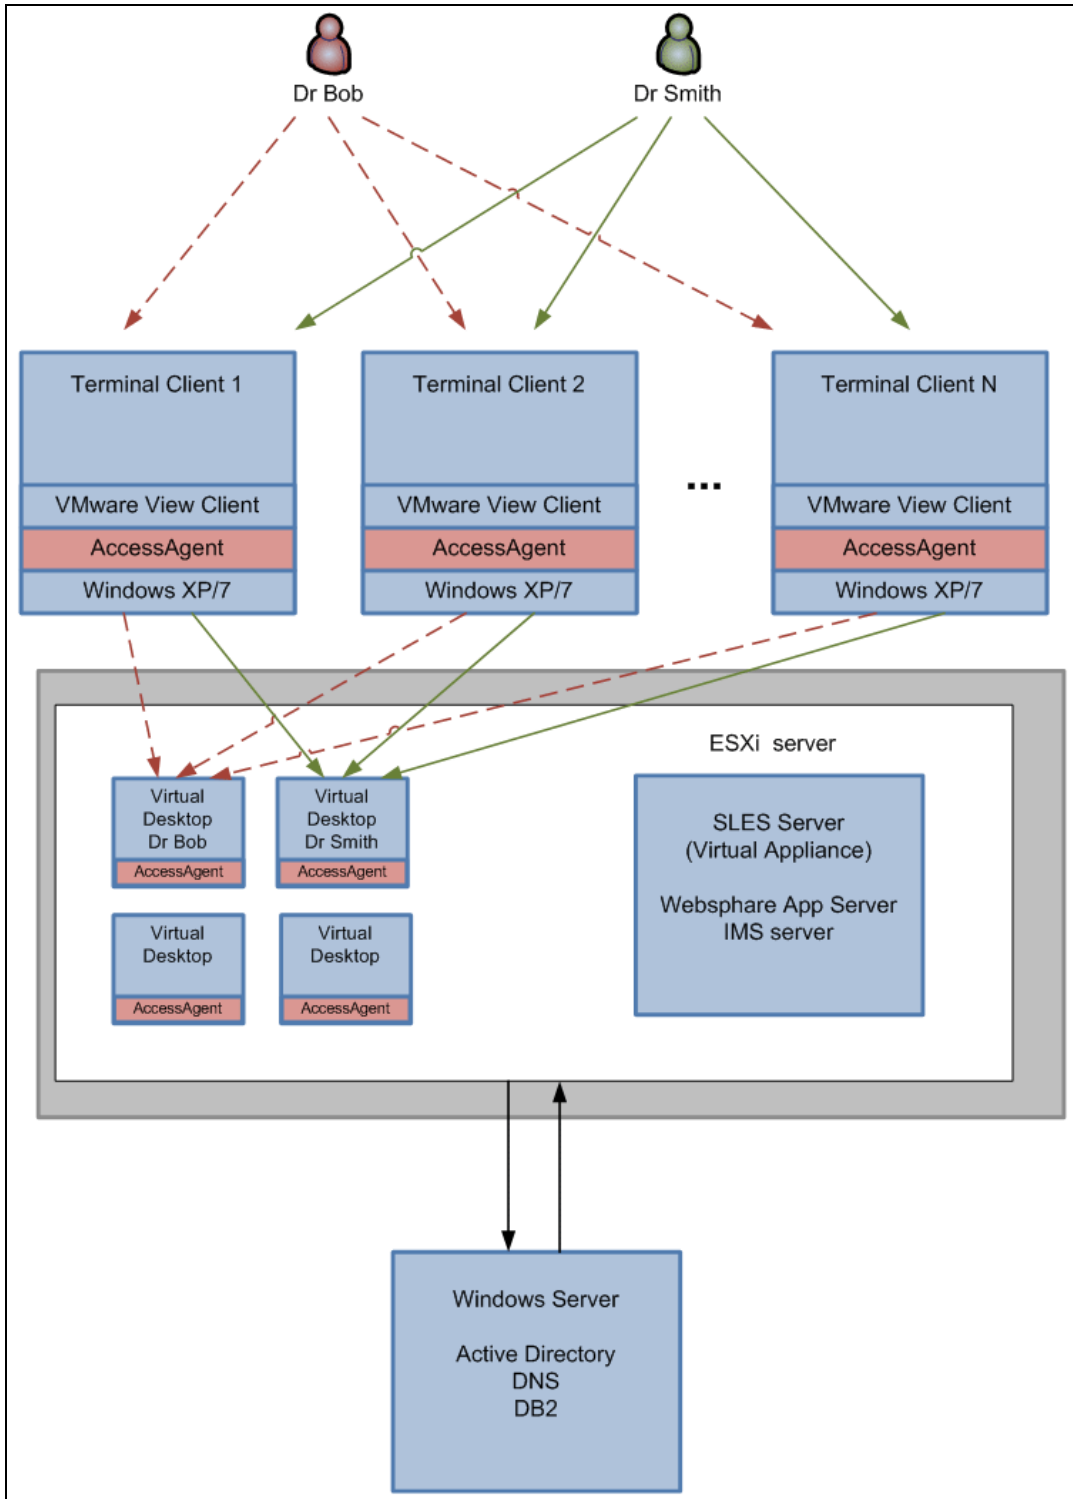 Dr Bob
Dr Smith
Terminal Client 1
VMware View Client
AccessAgent
Windows XP/7
Terminal Client 2
VMware View Client
AccessAgent
Windows XP/7
...
Terminal Client N
VMware View Client
AccessAgent
Windows XP/7
ESXi server
Virtual
Desktop
Dr Bob
AccessAgent
Virtual
Desktop
Dr Smith
AccessAgent
Virtual
Desktop
AccessAgent
Virtual
Desktop
AccessAgent
SLES Server
(Virtual Appliance)
Websphare App Server
IMS server
Windows Server
Active Directory
DNS
DB2